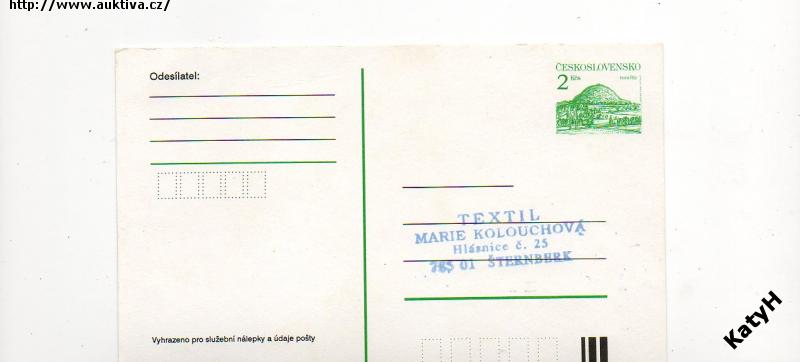 http://www.auktiva.cz/
Odesílatel:
ČESKOSLOVENSKO
2 Kčs
TEXTIL
MARIE KOLOUCHOVÁ
Hlásnice č. 25
785 01 ŠTERNBERK
Vyhrazeno pro služební nálepky a údaje pošty
KatyH